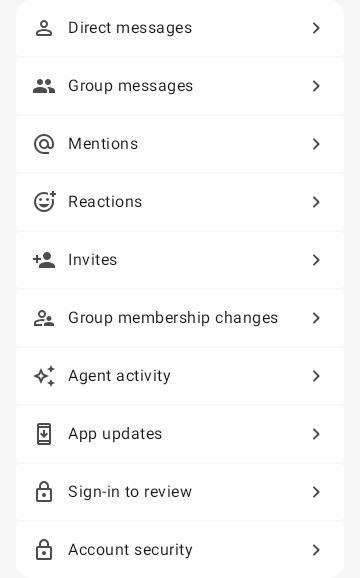 Direct messages
Group messages
Mentions
Reactions
Invites
Group membership changes
Agent activity
App updates
Sign-in to review
Account security